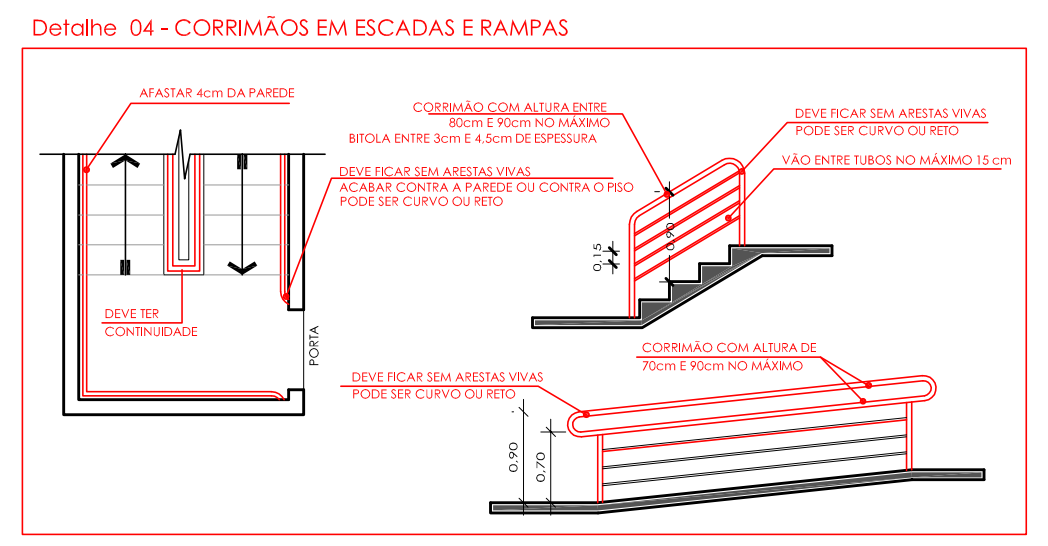 Detalhe 04 - CORRIMÃOS EM ESCADAS E RAMPAS
AFASTAR 4cm DA PAREDE
DEVE FICAR SEM ARESTAS VIVAS
ACABAR CONTRA A PAREDE OU CONTRA O PISO
PODE SER CURVO OU RETO
DEVE TER
CONTINUIDADE
PORTA
CORRIMÃO COM ALTURA ENTRE
80cm E 90cm NO MÁXIMO
BITOLA ENTRE 3cm E 4,5cm DE ESPESSURA
DEVE FICAR SEM ARESTAS VIVAS
PODE SER CURVO OU RETO
VÃO ENTRE TUBOS NO MÁXIMO 15 cm
0,15
0,90
CORRIMÃO COM ALTURA DE
70cm E 90cm NO MÁXIMO
DEVE FICAR SEM ARESTAS VIVAS
PODE SER CURVO OU RETO
0,90
0,70